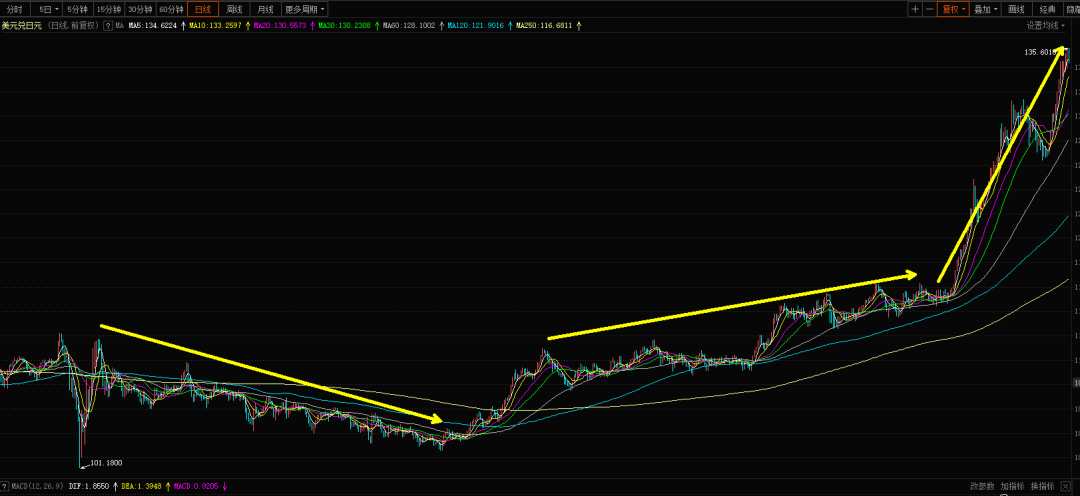 分时 5日 5分钟 15分钟 30分钟 60分钟 日线 周线 月线 更多周期 + − 复权 叠加 画线 经典 隐藏
美元兑日元 (日线.前复权) ? MA MA5:134.6224 ↑ MA10:133.2597 ↑ MA20:130.5573 ↑ MA30:130.2308 ↑ MA60:128.1002 ↑ MA120:121.9016 ↑ MA250:116.6811 ↑ 设置均线
135.6010
101.1800
? MACD(12,26,9) DIF:1.8550 ↑ DEA:1.3948 ↑ MACD:0.9205 ↓ 改参数 加指标 换指标